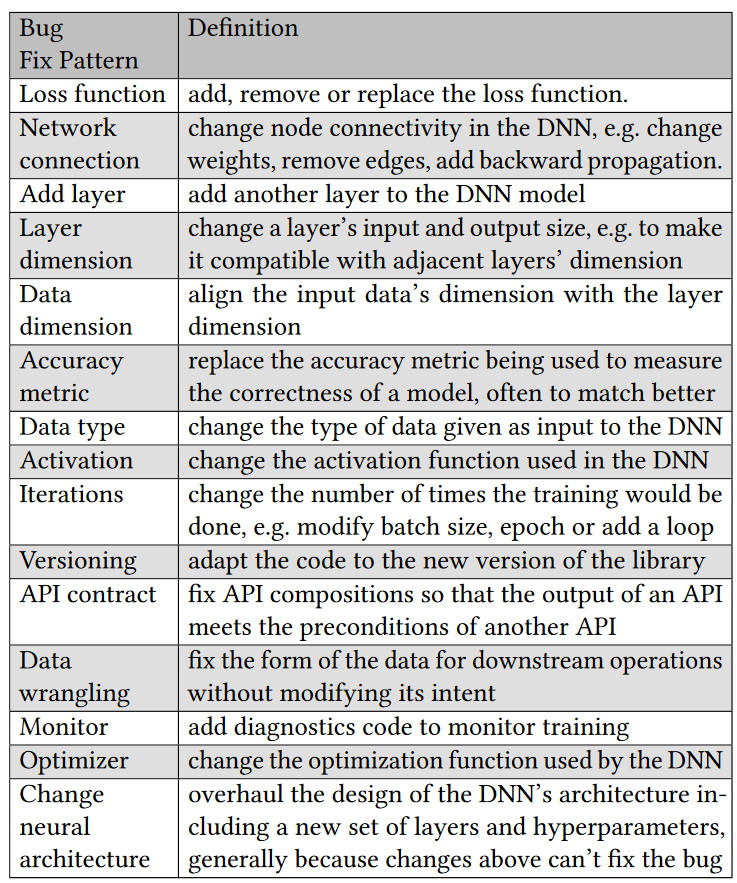 Bug Definition
Fix Pattern
Loss function add, remove or replace the loss function.
Network change node connectivity in the DNN, e.g. change
connection weights, remove edges, add backward propagation.
Add layer add another layer to the DNN model
Layer change a layer’s input and output size, e.g. to make
dimension it compatible with adjacent layers’ dimension
Data align the input data’s dimension with the layer
dimension dimension
Accuracy replace the accuracy metric being used to measure
metric the correctness of a model, often to match better
Data type change the type of data given as input to the DNN
Activation change the activation function used in the DNN
Iterations change the number of times the training would be
done, e.g. modify batch size, epoch or add a loop
Versioning adapt the code to the new version of the library
API contract fix API compositions so that the output of an API
meets the preconditions of another API
Data fix the form of the data for downstream operations
wrangling without modifying its intent
Monitor add diagnostics code to monitor training
Optimizer change the optimization function used by the DNN
Change overhaul the design of the DNN’s architecture in-
neural cluding a new set of layers and hyperparameters,
architecture generally because changes above can’t fix the bug